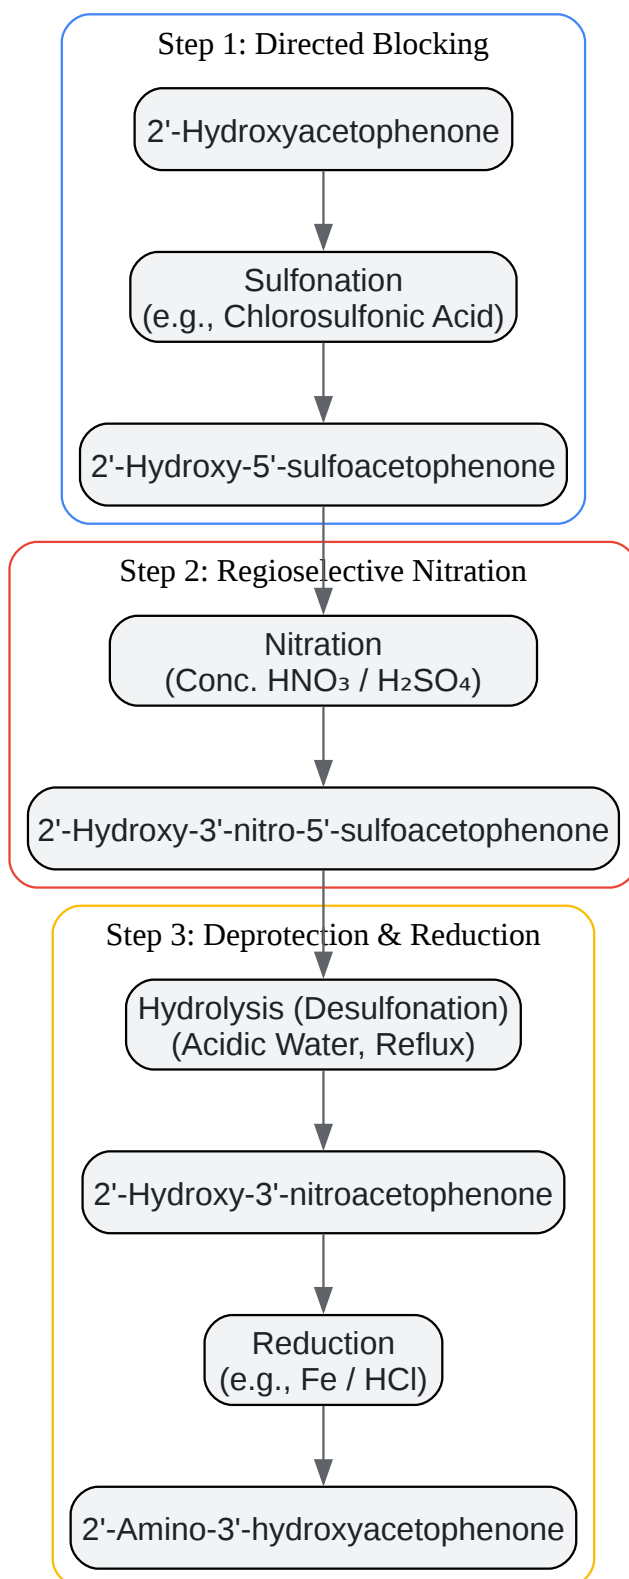 Step 1: Directed Blocking
2'-Hydroxyacetophenone
Sulfonation
(e.g., Chlorosulfonic Acid)
2'-Hydroxy-5'-sulfoacetophenone
Step 2: Regioselective Nitration
Nitration
(Conc. HNO₃ / H₂SO₄)
2'-Hydroxy-3'-nitro-5'-sulfoacetophenone
Step 3: Deprotection & Reduction
Hydrolysis (Desulfonation)
(Acidic Water, Reflux)
2'-Hydroxy-3'-nitroacetophenone
Reduction
(e.g., Fe / HCl)
2'-Amino-3'-hydroxyacetophenone